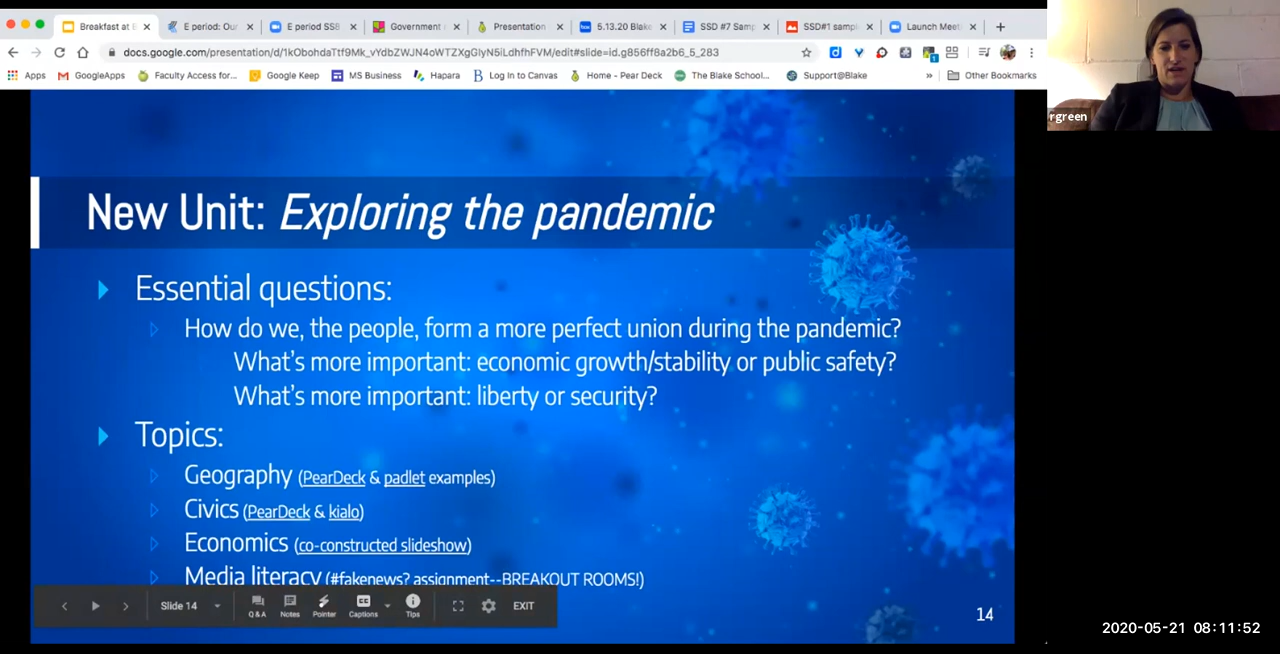 Breakfast at E
E period: Our
E period SS8
Government
Presentation
5.13.20 Blake
SSD #7 Samp
SSD#1 sampl
Launch Meet
docs.google.com/presentation/d/1kObohdaTtf9Mk_vYdbZWJN4oWTZXgGlyN5iLdhfhFVM/edit#slide=id.g856ff8a2b6_5_283
Apps
GoogleApps
Faculty Access for...
Google Keep
MS Business
Hapara
Log In to Canvas
Home - Pear Deck
The Blake School...
Support@Blake
»
Other Bookmarks
rgreen
New Unit: Exploring the pandemic
Essential questions:
How do we, the people, form a more perfect union during the pandemic?
What's more important: economic growth/stability or public safety?
What's more important: liberty or security?
Topics:
Geography (PearDeck & padlet examples)
Civics (PearDeck & kialo)
Economics (co-constructed slideshow)
Media literacy (#fakenews? assignment--BREAKOUT ROOMS!)
Slide 14
Q & A
Notes
Pointer
CC
Captions
Tips
EXIT
14
2020-05-21 08:11:52